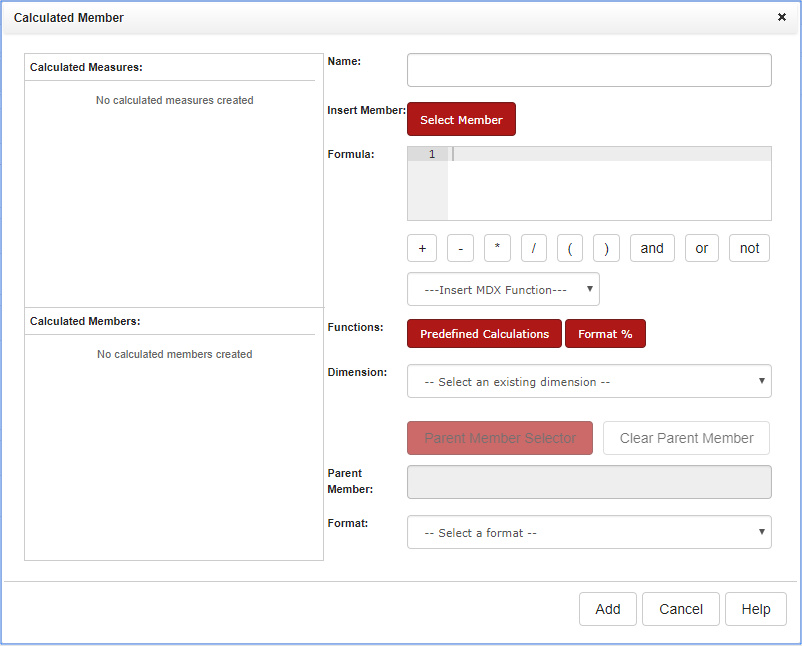 Calculated Member ×
Calculated Measures:
No calculated measures created
Calculated Members:
No calculated members created
Name:
Insert Member: Select Member
Formula: 1
+ - * / ( ) and or not
---Insert MDX Function---
Functions: Predefined Calculations Format %
Dimension: -- Select an existing dimension --
Parent Member Selector Clear Parent Member
Parent
Member:
Format: -- Select a format --
Add Cancel Help